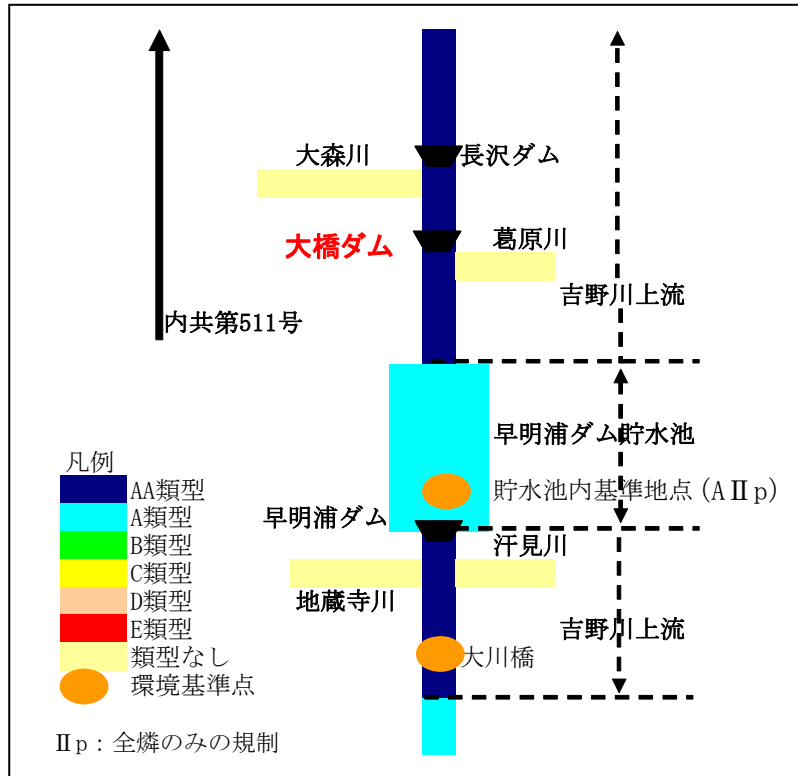 大森川
長沢ダム
大橋ダム
葛原川
吉野川上流
内共第511号
早明浦ダム貯水池
貯水池内基準地点(AⅡp)
早明浦ダム
汗見川
地蔵寺川
吉野川上流
大川橋
凡例
AA類型
A類型
B類型
C類型
D類型
E類型
類型なし
環境基準点
Ⅱp：全燐のみの規制